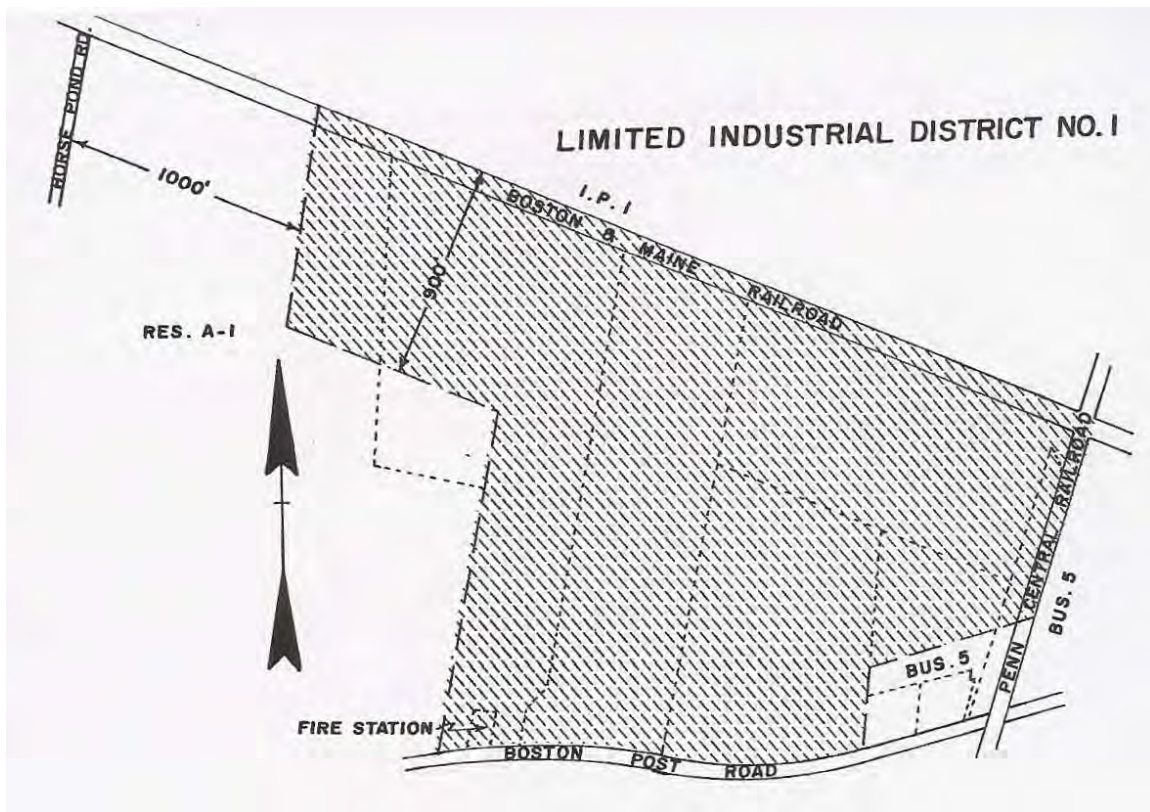 HORSE POND RD.
1000'
LIMITED INDUSTRIAL DISTRICT NO. 1
I. P. I
BOSTON & MAINE RAILROAD
900'
RES. A-1
PENN CENTRAL RAILROAD
BUS. 5
BUS. 5
FIRE STATION
BOSTON POST ROAD